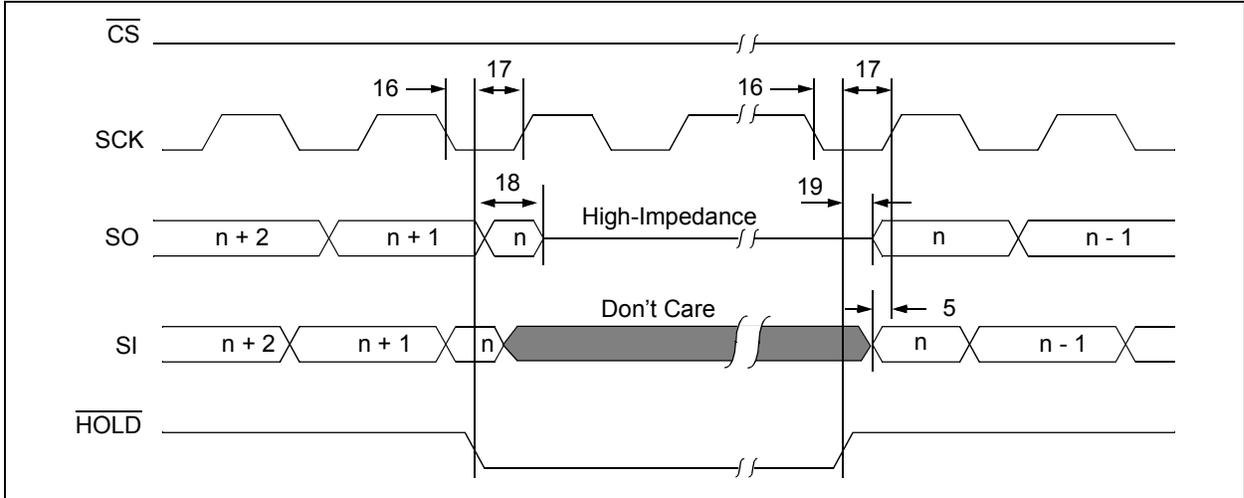 CS
17
17
16
16
SCK
18
19
High-Impedance
SO
n + 2
n + 1
n
n
n - 1
Don't Care
5
SI
n + 2
n + 1
n
n
n - 1
HOLD